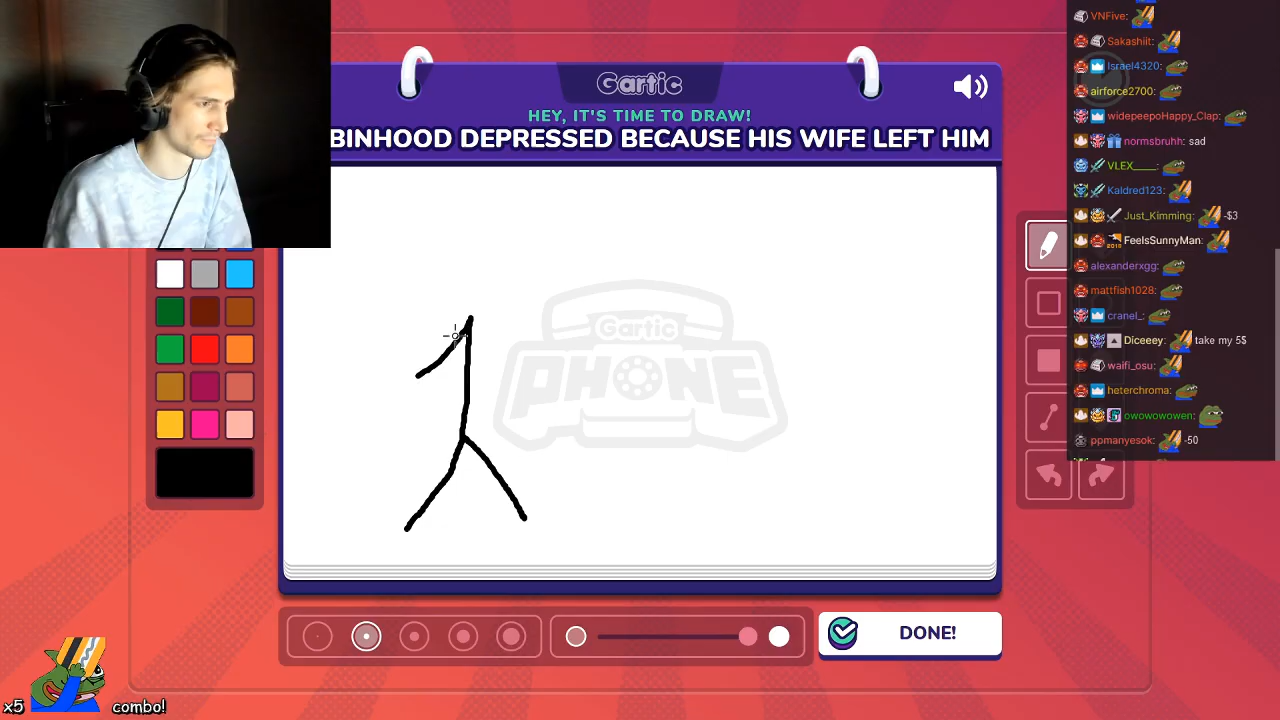 Gartic
HEY, IT'S TIME TO DRAW!
BINHOOD DEPRESSED BECAUSE HIS WIFE LEFT HIM
Gartic
PHONE
DONE!
x5 combo!
VNFive:
Sakashiit:
Israel4320:
airforce2700:
widepeepoHappy_Clap:
normsbruhh: sad
VLEX____:
Kaldred123:
Just_Kimming: -$3
FeelsSunnyMan:
alexanderxgg:
mattfish1028:
cranel_:
Diceeey: take my 5$
waifi_osu:
heterchroma:
owowowowen:
ppmanyesok: -50